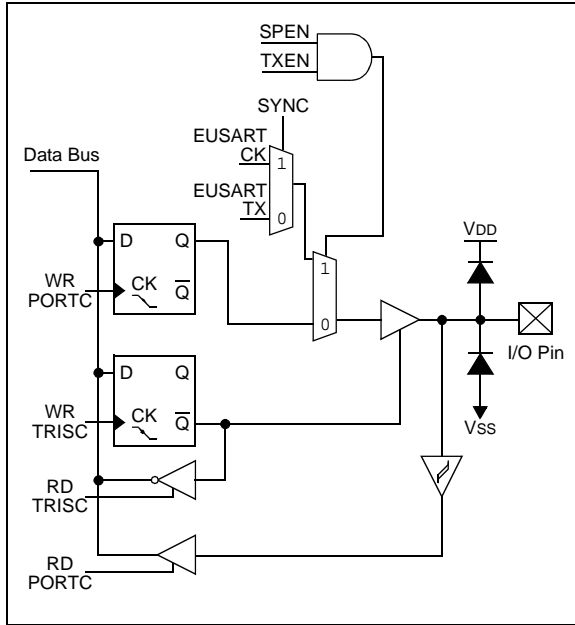 SPEN
TXEN
SYNC
EUSART
CK
1
EUSART
TX
0
Data Bus
D Q
WR
PORTC
CK
Q
1
0
VDD
I/O Pin
VSS
D Q
WR
TRISC
CK
Q
RD
TRISC
RD
PORTC